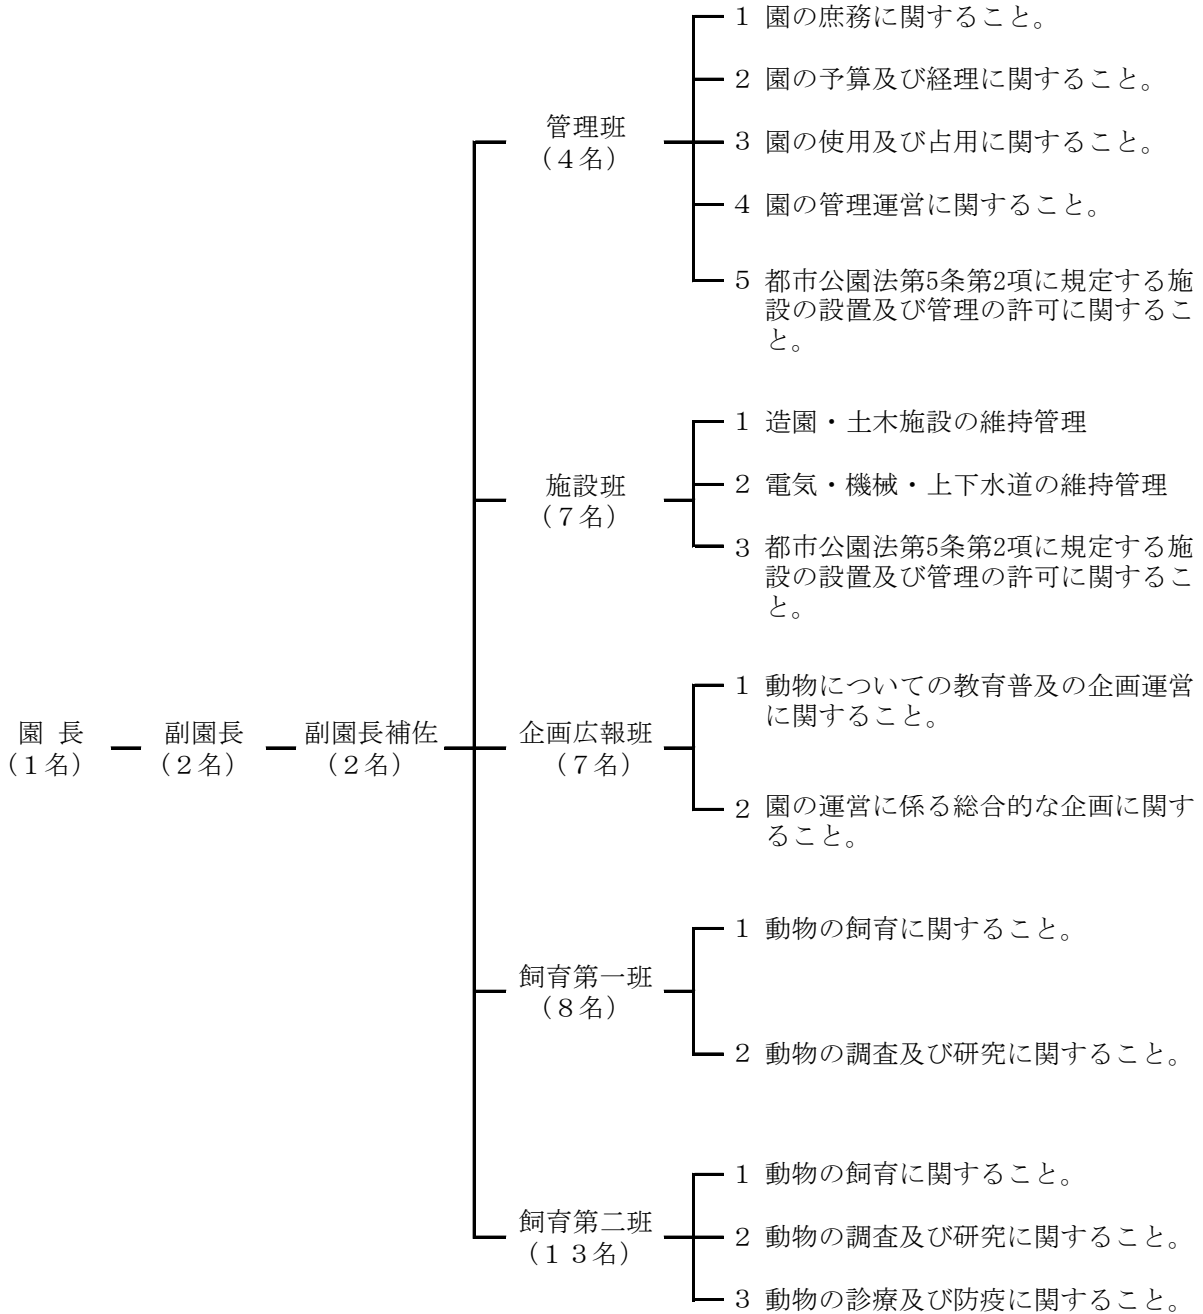 園 長
（１名）
副園長
（２名）
副園長補佐
（２名）
管理班
（４名）
１ 園の庶務に関すること。
２ 園の予算及び経理に関すること。
３ 園の使用及び占用に関すること。
４ 園の管理運営に関すること。
５ 都市公園法第5条第2項に規定する施
設の設置及び管理の許可に関するこ
と。
施設班
（７名）
１ 造園・土木施設の維持管理
２ 電気・機械・上下水道の維持管理
３ 都市公園法第5条第2項に規定する施
設の設置及び管理の許可に関するこ
と。
企画広報班
（７名）
１ 動物についての教育普及の企画運営
に関すること。
２ 園の運営に係る総合的な企画に関す
ること。
飼育第一班
（８名）
１ 動物の飼育に関すること。
２ 動物の調査及び研究に関すること。
飼育第二班
（１３名）
１ 動物の飼育に関すること。
２ 動物の調査及び研究に関すること。
３ 動物の診療及び防疫に関すること。